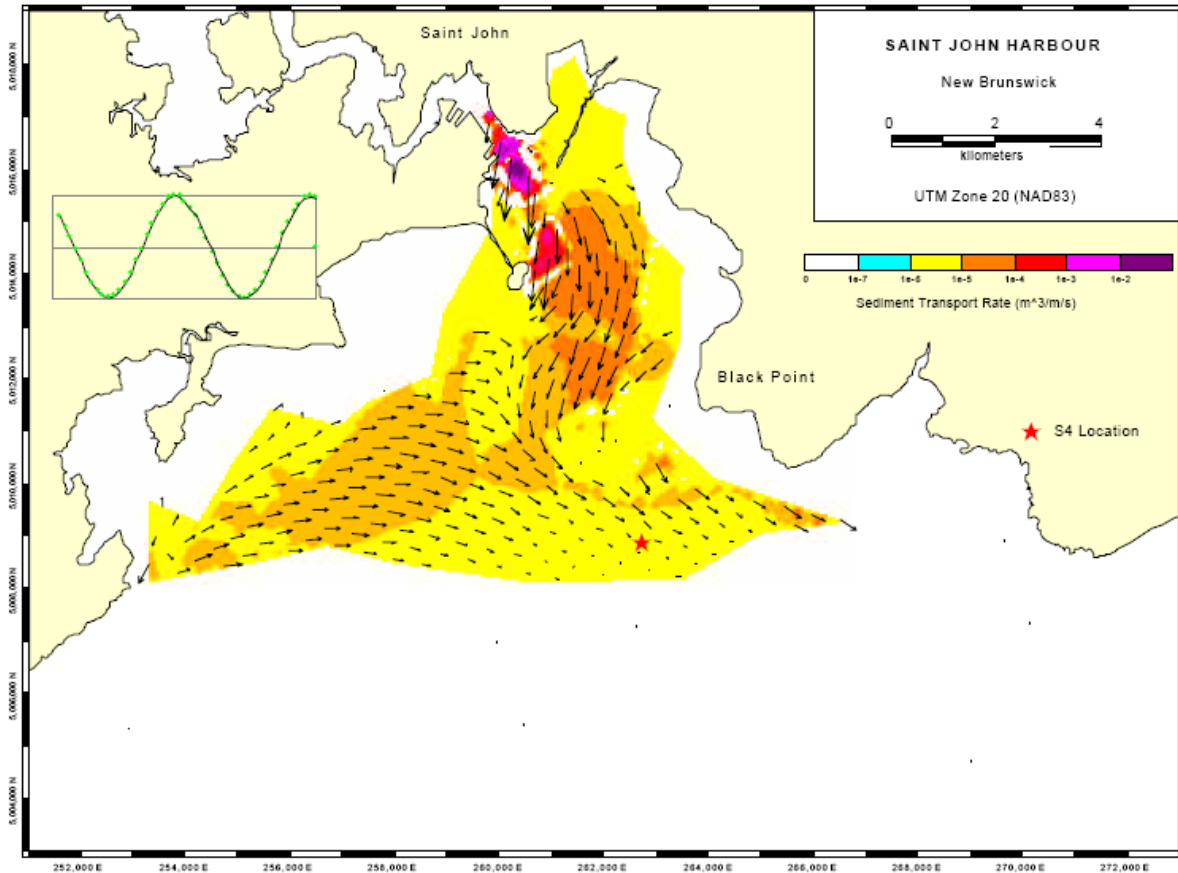 Saint John
SAINT JOHN HARBOUR
New Brunswick
0 2 4
kilometers
UTM Zone 20 (NAD83)
0 1e-7 1e-6 1e-5 1e-4 1e-3 1e-2
Sediment Transport Rate (m^3/m/s)
Black Point
S4 Location
5,018,000 N
5,016,000 N
5,014,000 N
5,012,000 N
5,010,000 N
5,008,000 N
5,006,000 N
5,004,000 N
252,000 E 254,000 E 256,000 E 258,000 E 260,000 E 262,000 E 264,000 E 266,000 E 268,000 E 270,000 E 272,000 E